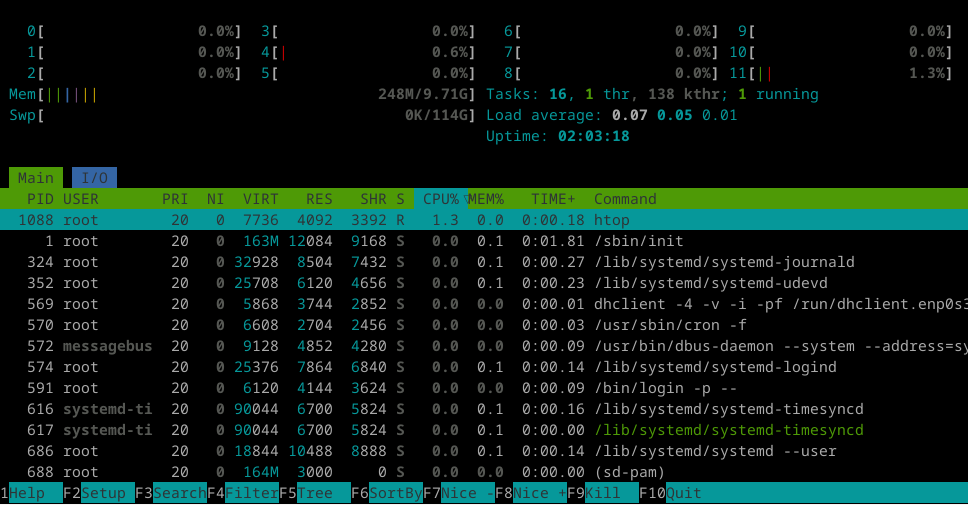 0[ 0.0%] 3[ 0.0%] 6[ 0.0%] 9[ 0.0%]
1[ 0.0%] 4[| 0.6%] 7[ 0.0%] 10[ 0.0%]
2[ 0.0%] 5[ 0.0%] 8[ 0.0%] 11[|| 1.3%]
Mem[|||||| 248M/9.71G] Tasks: 16, 1 thr, 138 kthr; 1 running
Swp[ 0K/114G] Load average: 0.07 0.05 0.01
Uptime: 02:03:18
Main I/O
PID USER PRI NI VIRT RES SHR S CPU%▽MEM% TIME+ Command
1088 root 20 0 7736 4092 3392 R 1.3 0.0 0:00.18 htop
1 root 20 0 163M 12084 9168 S 0.0 0.1 0:01.81 /sbin/init
324 root 20 0 32928 8504 7432 S 0.0 0.1 0:00.27 /lib/systemd/systemd-journald
352 root 20 0 25708 6120 4656 S 0.0 0.1 0:00.23 /lib/systemd/systemd-udevd
569 root 20 0 5868 3744 2852 S 0.0 0.0 0:00.01 dhclient -4 -v -i -pf /run/dhclient.enp0s3
570 root 20 0 6608 2704 2456 S 0.0 0.0 0:00.03 /usr/sbin/cron -f
572 messagebus 20 0 9128 4852 4280 S 0.0 0.0 0:00.09 /usr/bin/dbus-daemon --system --address=sy
574 root 20 0 25376 7864 6840 S 0.0 0.1 0:00.14 /lib/systemd/systemd-logind
591 root 20 0 6120 4144 3624 S 0.0 0.0 0:00.09 /bin/login -p --
616 systemd-ti 20 0 90044 6700 5824 S 0.0 0.1 0:00.16 /lib/systemd/systemd-timesyncd
617 systemd-ti 20 0 90044 6700 5824 S 0.0 0.1 0:00.00 /lib/systemd/systemd-timesyncd
686 root 20 0 18844 10488 8888 S 0.0 0.1 0:00.14 /lib/systemd/systemd --user
688 root 20 0 164M 3000 0 S 0.0 0.0 0:00.00 (sd-pam)
1Help F2Setup F3SearchF4FilterF5Tree F6SortByF7Nice -F8Nice +F9Kill F10Quit